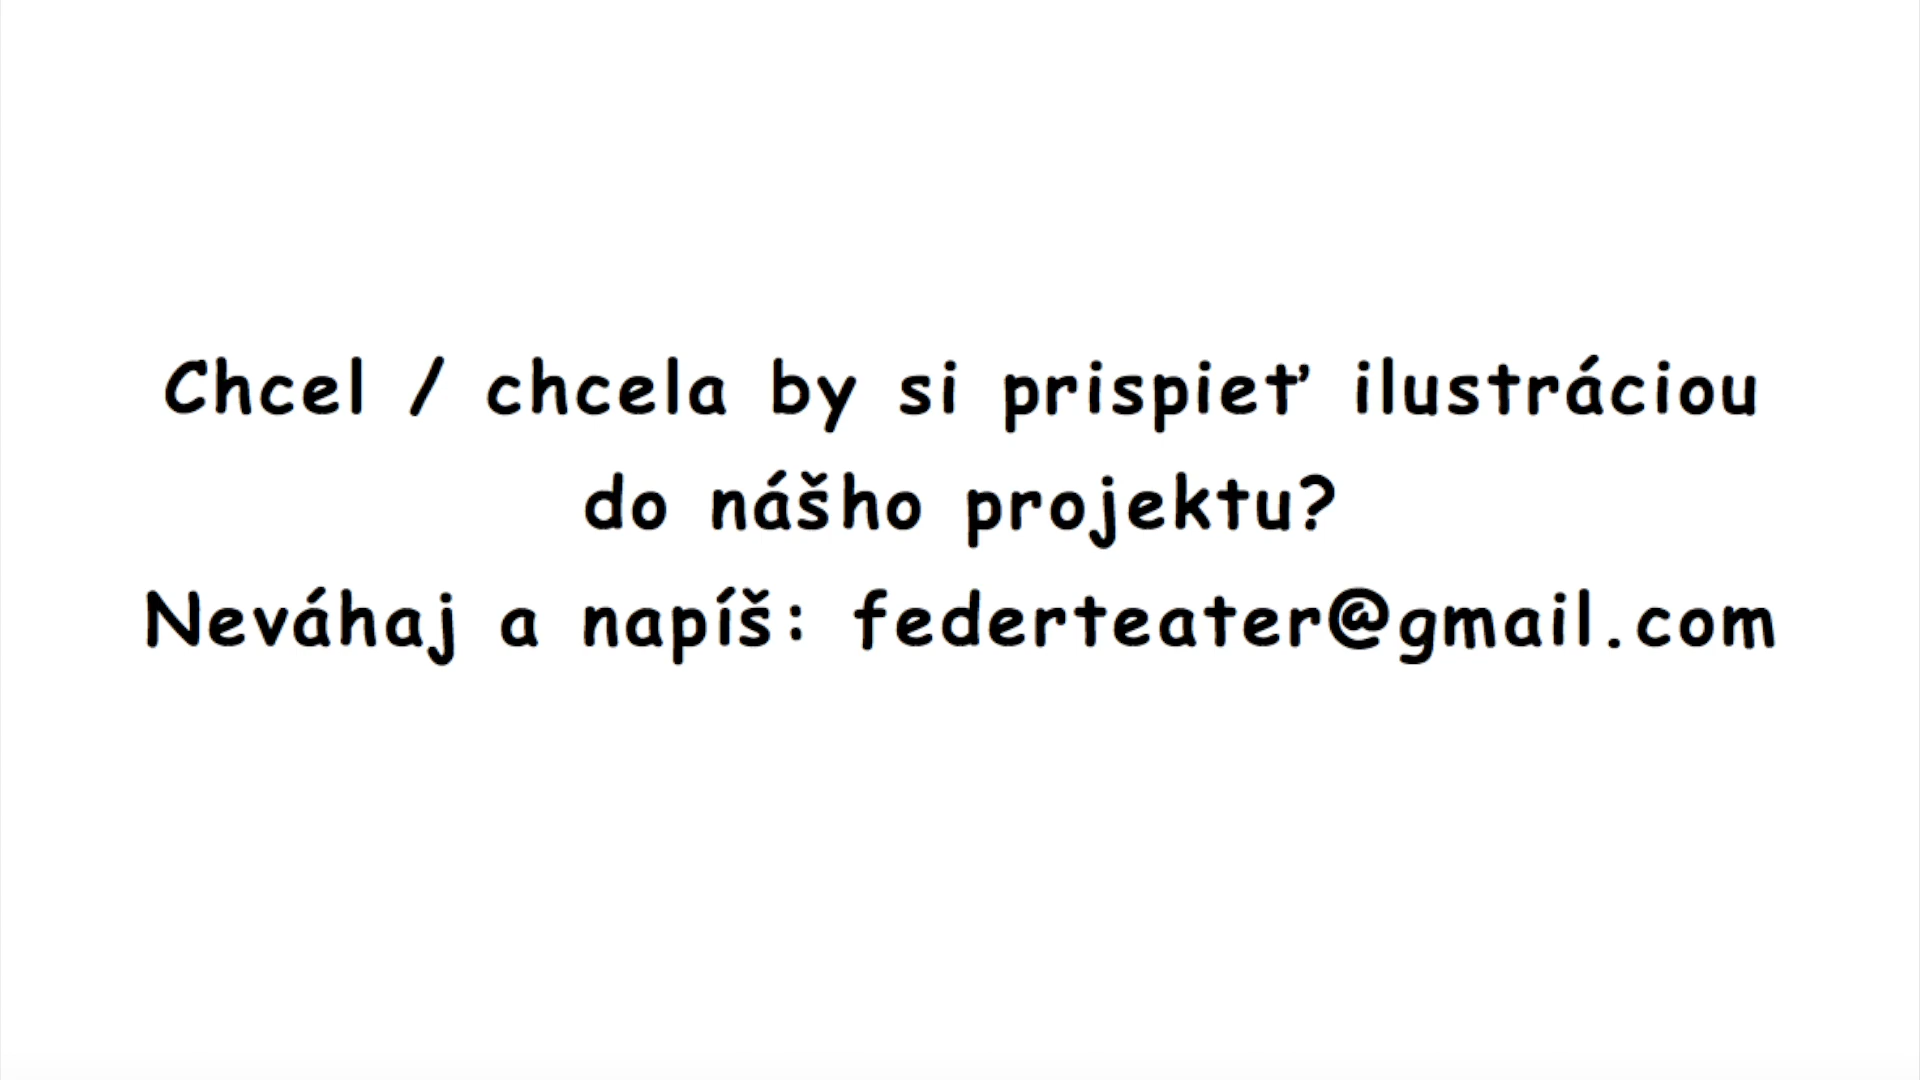 Chcel / chcela by si prispieť ilustráciou
do nášho projektu?
Neváhaj a napíš: federteater@gmail.com